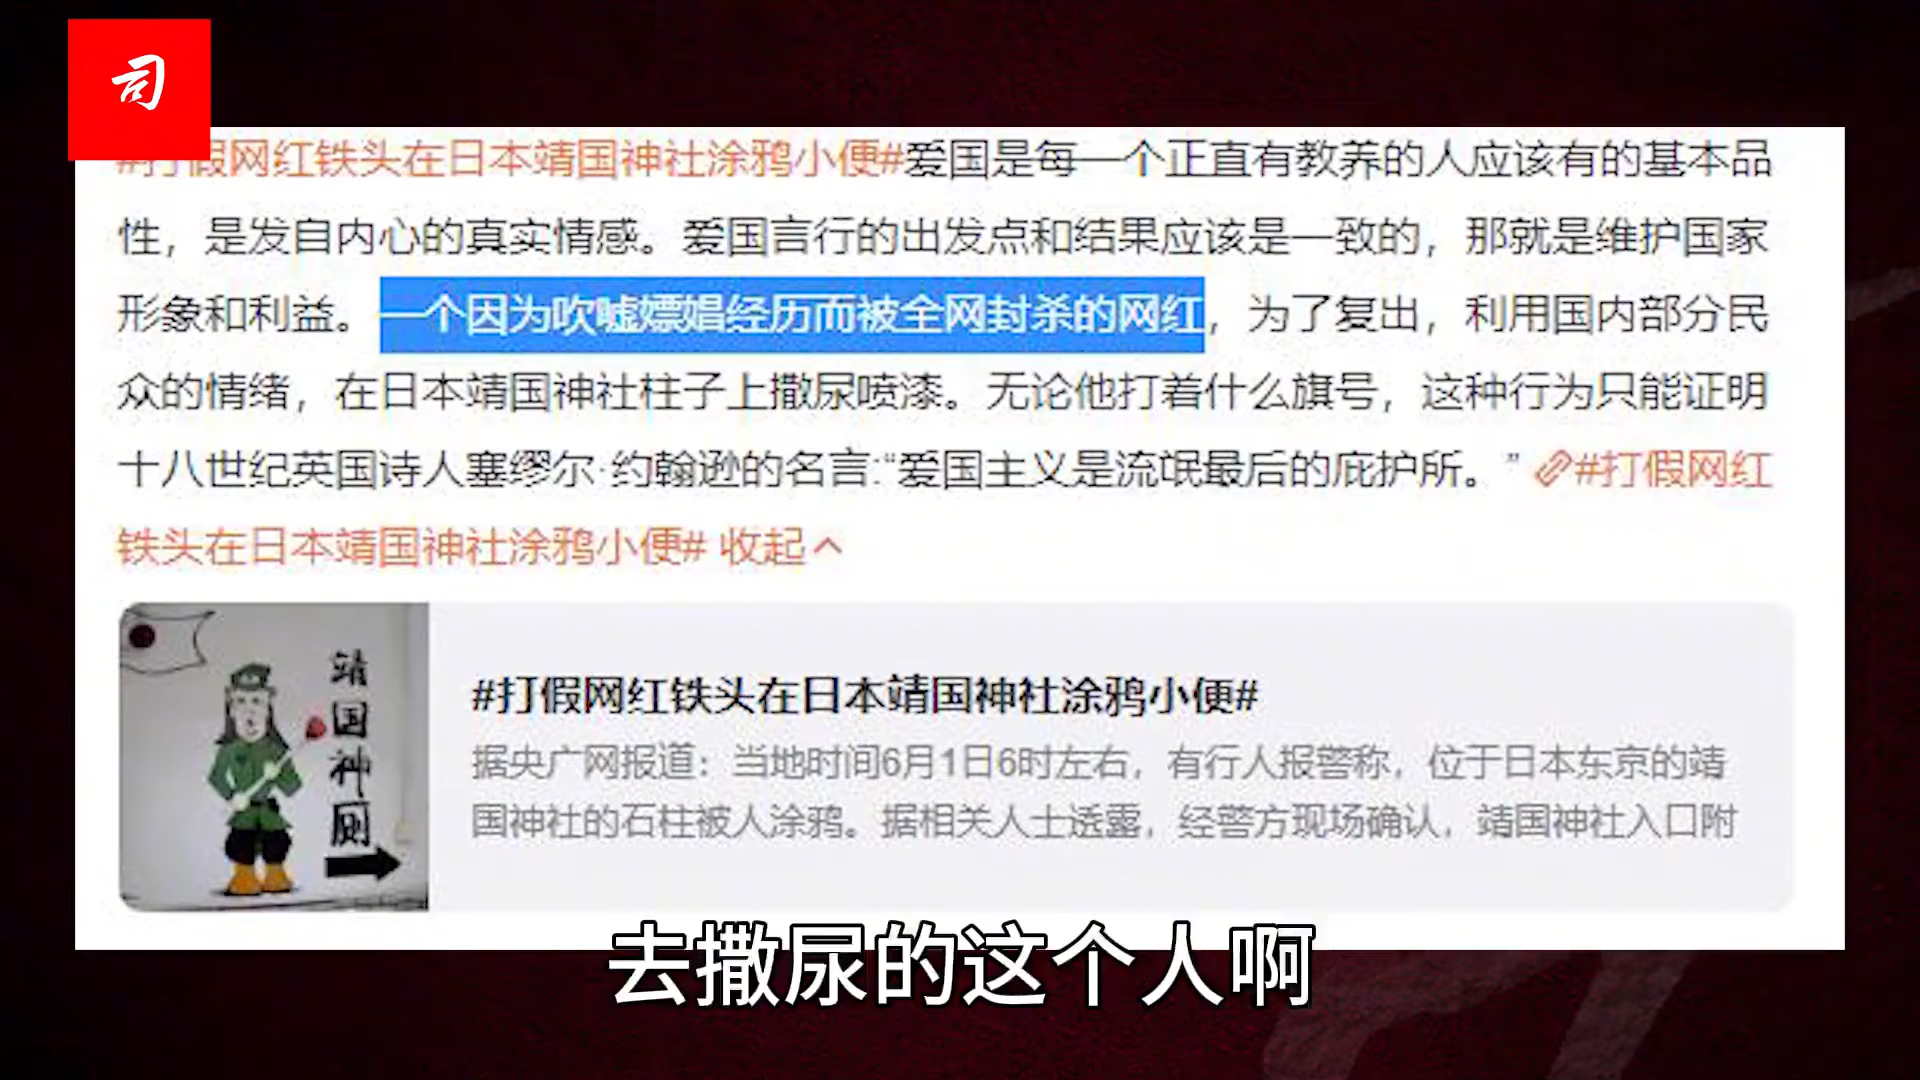 司
#打假网红铁头在日本靖国神社涂鸦小便#爱国是每一个正直有教养的人应该有的基本品
性，是发自内心的真实情感。爱国言行的出发点和结果应该是一致的，那就是维护国家
形象和利益。一个因为吹嘘嫖娼经历而被全网封杀的网红，为了复出，利用国内部分民
众的情绪，在日本靖国神社柱子上撒尿喷漆。无论他打着什么旗号，这种行为只能证明
十八世纪英国诗人塞缪尔·约翰逊的名言:“爱国主义是流氓最后的庇护所。” #打假网红
铁头在日本靖国神社涂鸦小便# 收起
靖国神厕
#打假网红铁头在日本靖国神社涂鸦小便#
据央广网报道：当地时间6月1日6时左右，有行人报警称，位于日本东京的靖
国神社的石柱被人涂鸦。据相关人士透露，经警方现场确认，靖国神社入口附
去撒尿的这个人啊